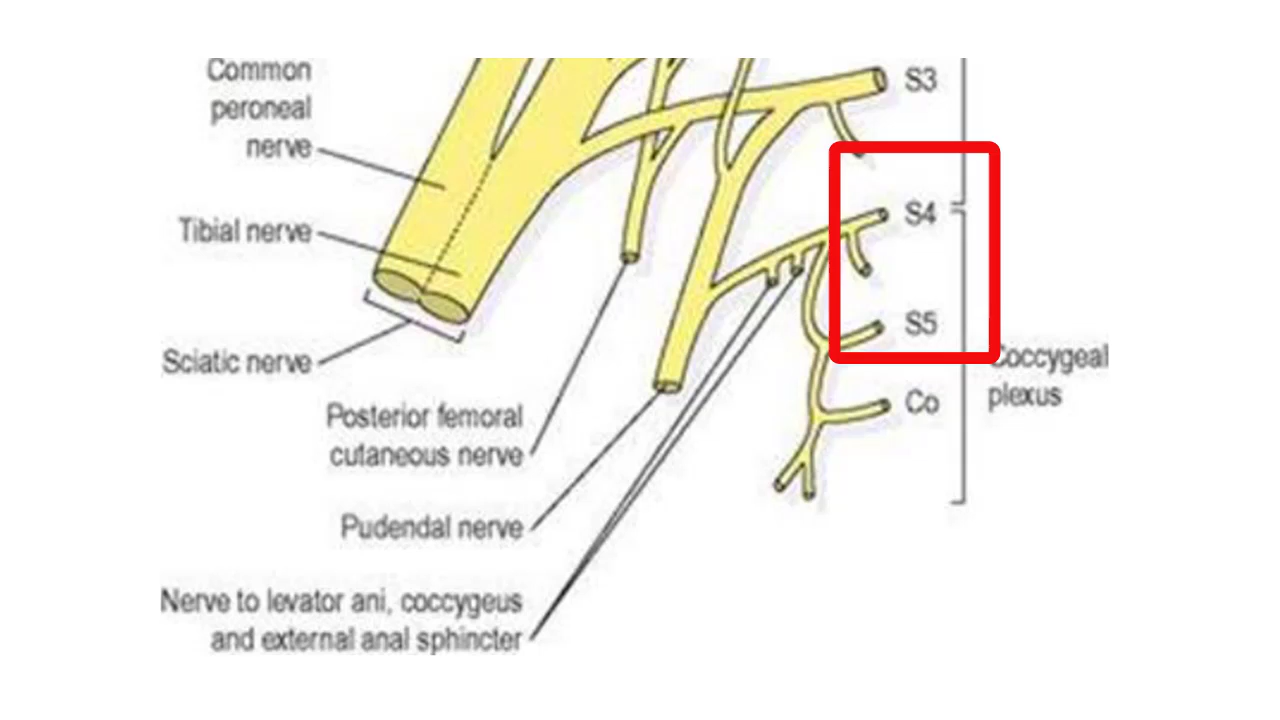 Common
peroneal
nerve
Tibial nerve
Sciatic nerve
Posterior femoral
cutaneous nerve
Pudendal nerve
Nerve to levator ani, coccygeus
and external anal sphincter
S3
S4
S5
Co
Coccygeal
plexus